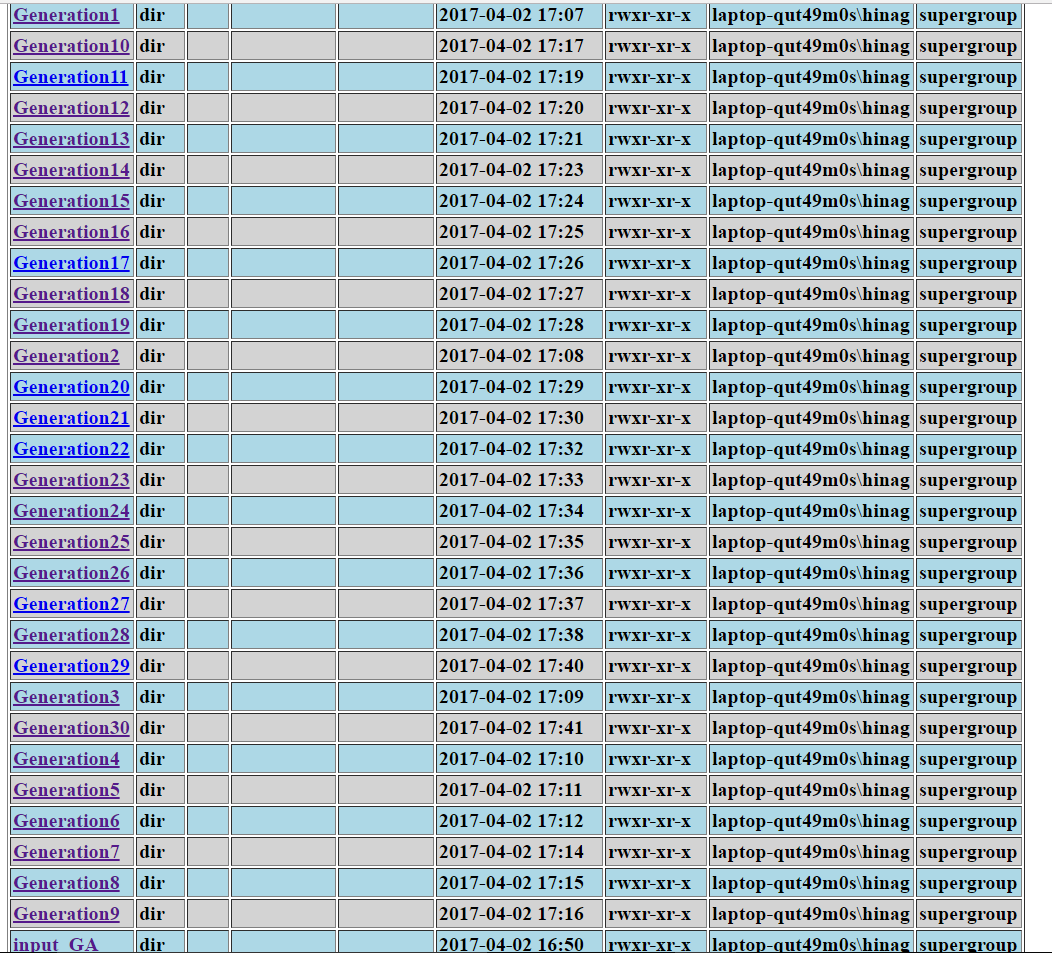 Generation1 dir 2017-04-02 17:07 rwxr-xr-x laptop-qut49m0s\hinag supergroup
Generation10 dir 2017-04-02 17:17 rwxr-xr-x laptop-qut49m0s\hinag supergroup
Generation11 dir 2017-04-02 17:19 rwxr-xr-x laptop-qut49m0s\hinag supergroup
Generation12 dir 2017-04-02 17:20 rwxr-xr-x laptop-qut49m0s\hinag supergroup
Generation13 dir 2017-04-02 17:21 rwxr-xr-x laptop-qut49m0s\hinag supergroup
Generation14 dir 2017-04-02 17:23 rwxr-xr-x laptop-qut49m0s\hinag supergroup
Generation15 dir 2017-04-02 17:24 rwxr-xr-x laptop-qut49m0s\hinag supergroup
Generation16 dir 2017-04-02 17:25 rwxr-xr-x laptop-qut49m0s\hinag supergroup
Generation17 dir 2017-04-02 17:26 rwxr-xr-x laptop-qut49m0s\hinag supergroup
Generation18 dir 2017-04-02 17:27 rwxr-xr-x laptop-qut49m0s\hinag supergroup
Generation19 dir 2017-04-02 17:28 rwxr-xr-x laptop-qut49m0s\hinag supergroup
Generation2 dir 2017-04-02 17:08 rwxr-xr-x laptop-qut49m0s\hinag supergroup
Generation20 dir 2017-04-02 17:29 rwxr-xr-x laptop-qut49m0s\hinag supergroup
Generation21 dir 2017-04-02 17:30 rwxr-xr-x laptop-qut49m0s\hinag supergroup
Generation22 dir 2017-04-02 17:32 rwxr-xr-x laptop-qut49m0s\hinag supergroup
Generation23 dir 2017-04-02 17:33 rwxr-xr-x laptop-qut49m0s\hinag supergroup
Generation24 dir 2017-04-02 17:34 rwxr-xr-x laptop-qut49m0s\hinag supergroup
Generation25 dir 2017-04-02 17:35 rwxr-xr-x laptop-qut49m0s\hinag supergroup
Generation26 dir 2017-04-02 17:36 rwxr-xr-x laptop-qut49m0s\hinag supergroup
Generation27 dir 2017-04-02 17:37 rwxr-xr-x laptop-qut49m0s\hinag supergroup
Generation28 dir 2017-04-02 17:38 rwxr-xr-x laptop-qut49m0s\hinag supergroup
Generation29 dir 2017-04-02 17:40 rwxr-xr-x laptop-qut49m0s\hinag supergroup
Generation3 dir 2017-04-02 17:09 rwxr-xr-x laptop-qut49m0s\hinag supergroup
Generation30 dir 2017-04-02 17:41 rwxr-xr-x laptop-qut49m0s\hinag supergroup
Generation4 dir 2017-04-02 17:10 rwxr-xr-x laptop-qut49m0s\hinag supergroup
Generation5 dir 2017-04-02 17:11 rwxr-xr-x laptop-qut49m0s\hinag supergroup
Generation6 dir 2017-04-02 17:12 rwxr-xr-x laptop-qut49m0s\hinag supergroup
Generation7 dir 2017-04-02 17:14 rwxr-xr-x laptop-qut49m0s\hinag supergroup
Generation8 dir 2017-04-02 17:15 rwxr-xr-x laptop-qut49m0s\hinag supergroup
Generation9 dir 2017-04-02 17:16 rwxr-xr-x laptop-qut49m0s\hinag supergroup
input_GA dir 2017-04-02 16:50 rwxr-xr-x laptop-qut49m0s\hinag supergroup